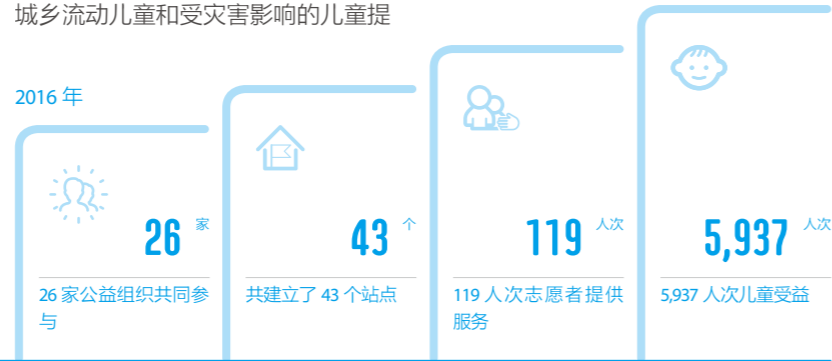 城乡流动儿童和受灾害影响的儿童提
2016 年
26 家
26 家公益组织共同参
与
43 个
共建立了 43 个站点
119 人次
119 人次志愿者提供
服务
5,937 人次
5,937 人次儿童受益